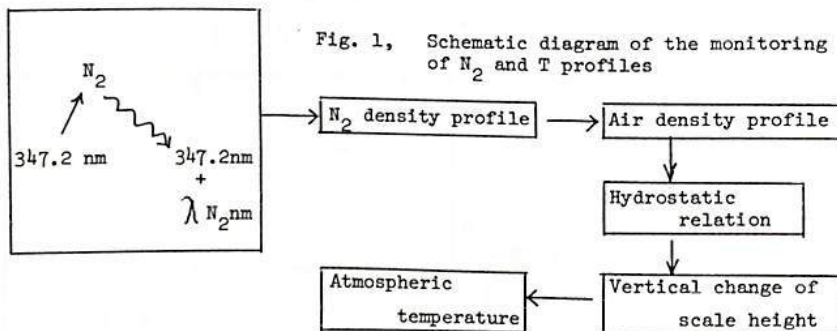 Fig. 1, Schematic diagram of the monitoring
of N₂ and T profiles
N₂
347.2 nm
347.2nm
+
λ N₂nm
N₂ density profile
Air density profile
Hydrostatic
relation
Vertical change of
scale height
Atmospheric
temperature